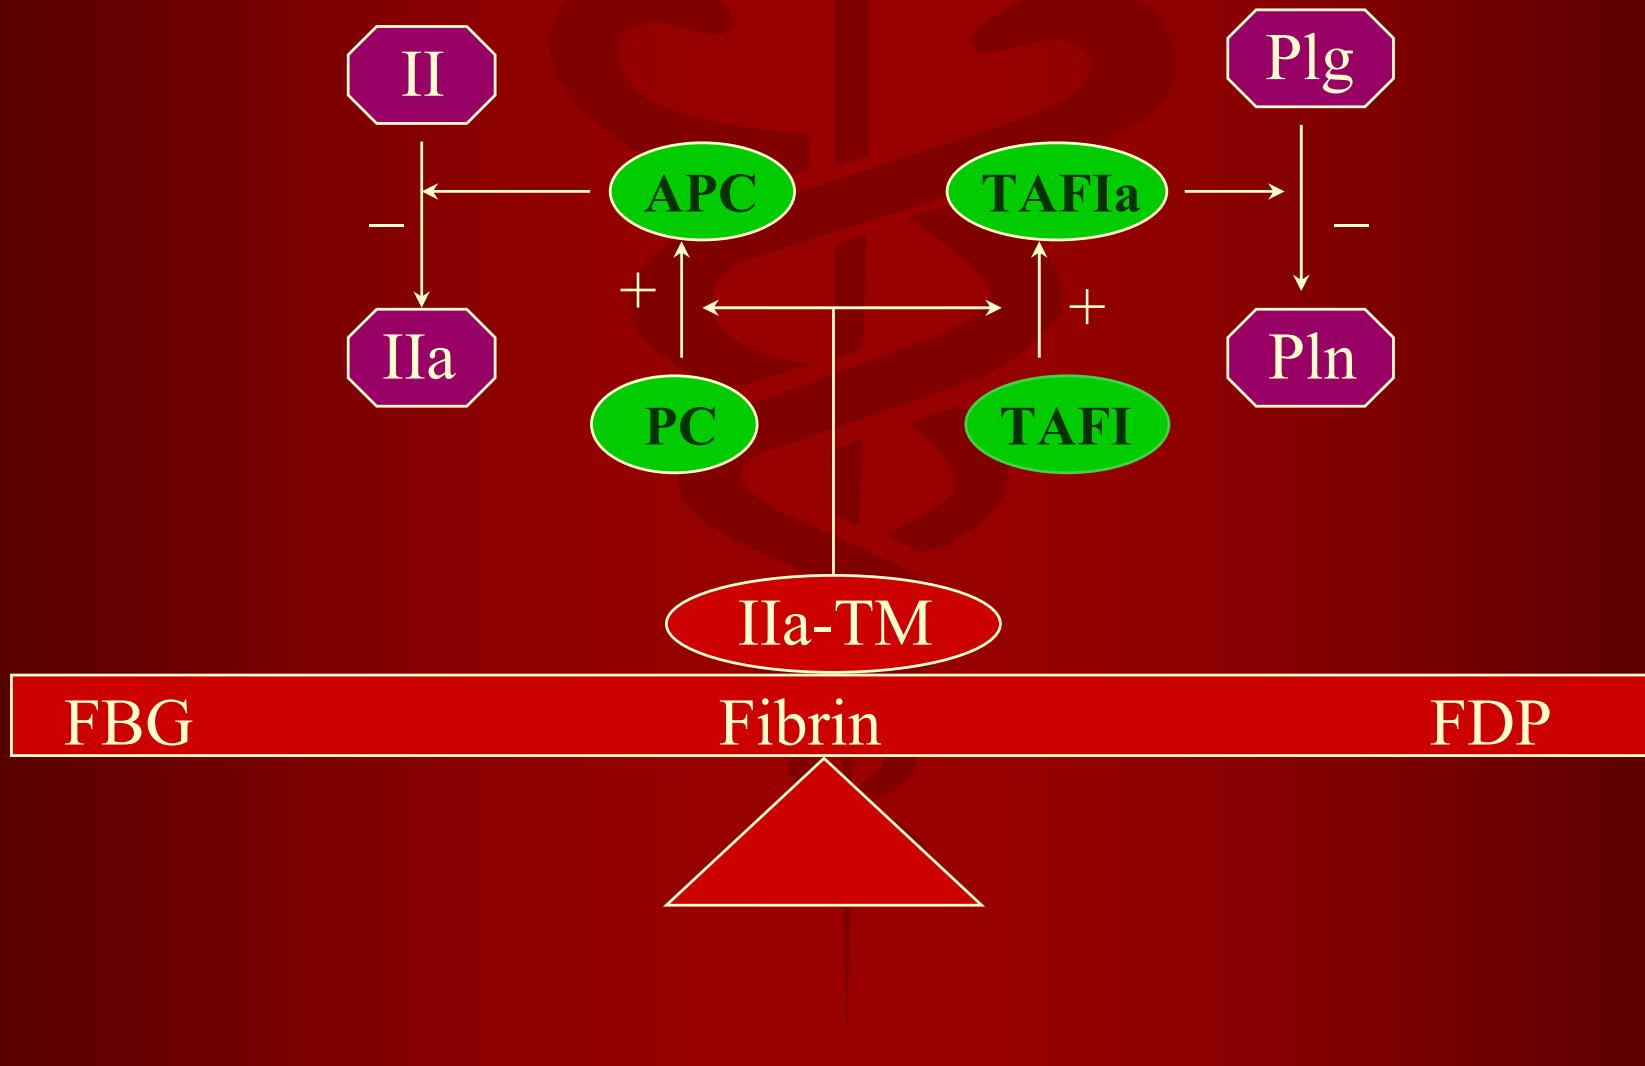 II
Plg
APC
TAFIa
–
–
+
+
IIa
Pln
PC
TAFI
IIa-TM
FBG
Fibrin
FDP